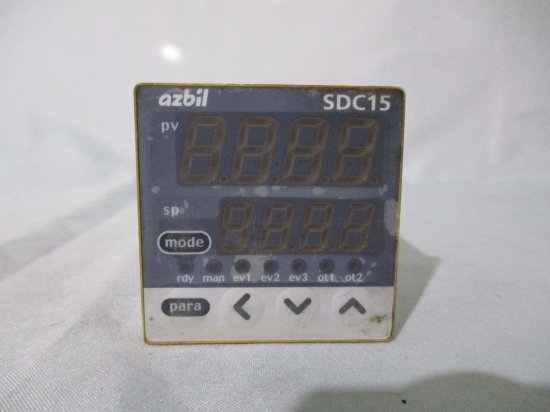 azbil SDC15
pv
sp
mode
rdy man ev1 ev2 ev3 ot1 ot2
para